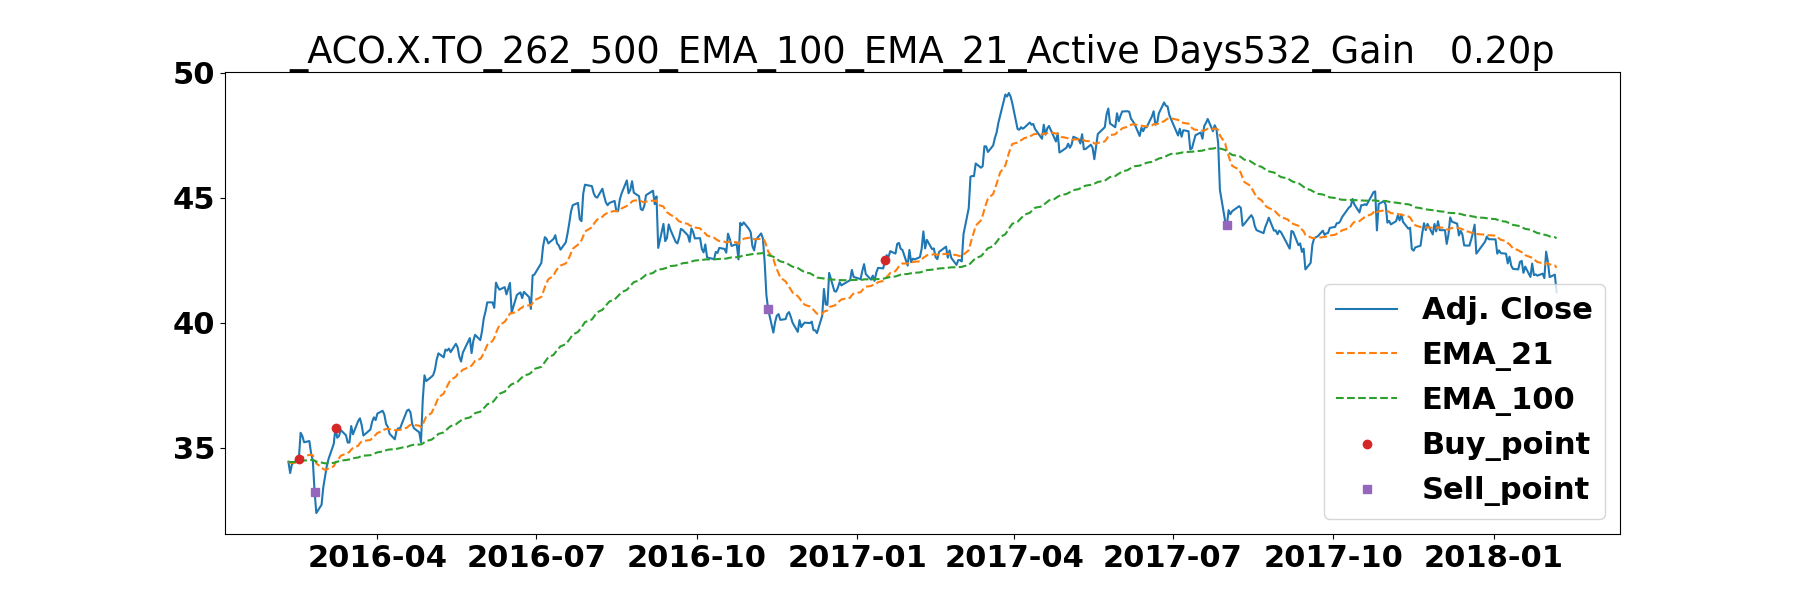 _ACO.X.TO_262_500_EMA_100_EMA_21_Active Days532_Gain   0.20p
50
45
40
35
Adj. Close
EMA_21
EMA_100
Buy_point
Sell_point
2016-04 2016-07 2016-10 2017-01 2017-04 2017-07 2017-10 2018-01